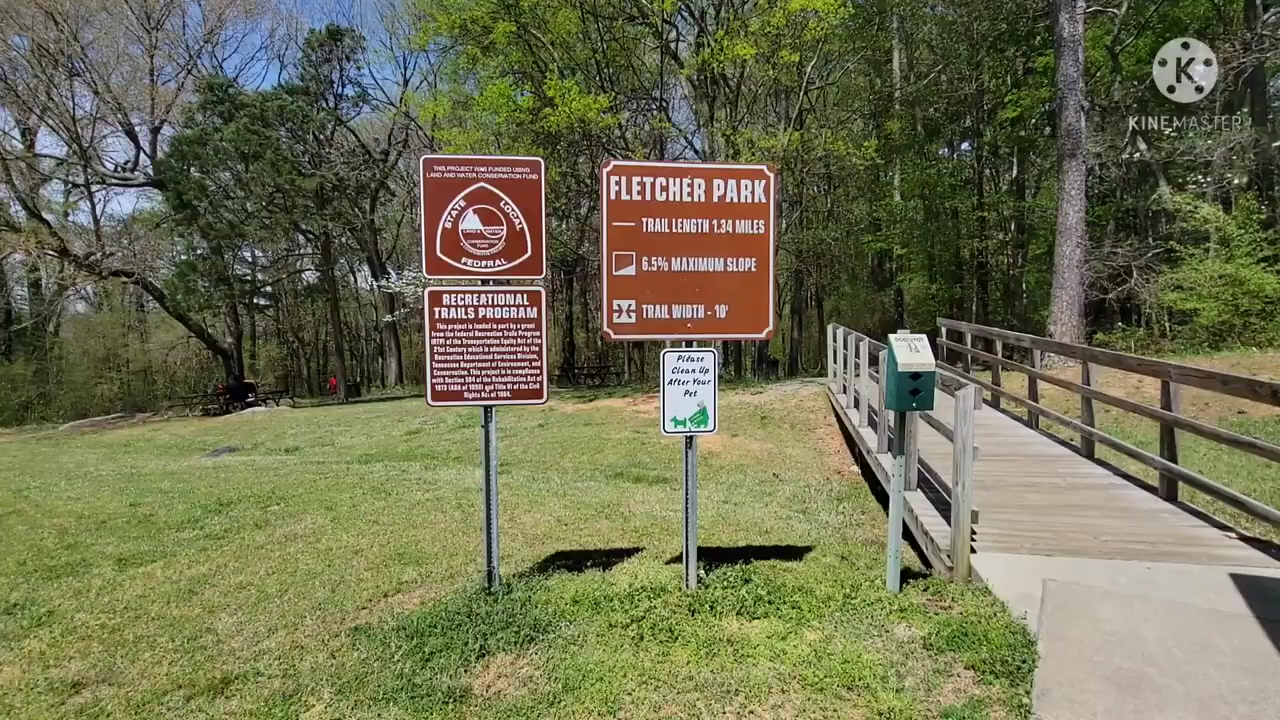 THIS PROJECT WAS FUNDED USING
LAND AND WATER CONSERVATION FUND
STATE
LOCAL
LAND & WATER
CONSERVATION
FUND
FEDERAL
RECREATIONAL
TRAILS PROGRAM
This project is funded in part by a grant
from the Federal Recreation Trails Program
(RTP) of the Transportation Equity Act of the
21st Century which is administered by the
Recreation Educational Services Division,
Tennessee Department of Environment, and
Conservation. This project is in compliance
with Section 504 of the Rehabilitation Act of
1973 (ADA of 1990) and Title VI of the Civil
Rights Act of 1964.
FLETCHER PARK
TRAIL LENGTH 1.34 MILES
6.5% MAXIMUM SLOPE
TRAIL WIDTH - 10'
Please
Clean Up
After Your
Pet
K
KINEMASTER